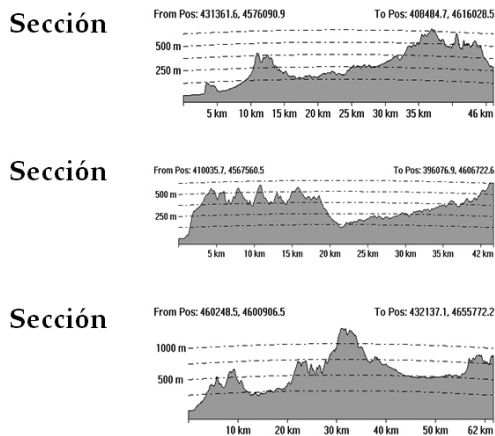 Sección
From Pos: 431361.6, 4576090.9 To Pos: 408484.7, 4616028.5
500 m
250 m
5 km 10 km 15 km 20 km 25 km 30 km 35 km 46 km
Sección
From Pos: 410035.7, 4567560.5 To Pos: 396076.9, 4606722.6
500 m
250 m
5 km 10 km 15 km 20 km 25 km 30 km 35 km 42 km
Sección
From Pos: 460248.5, 4600906.5 To Pos: 432137.1, 4655772.2
1000 m
500 m
10 km 20 km 30 km 40 km 50 km 62 km